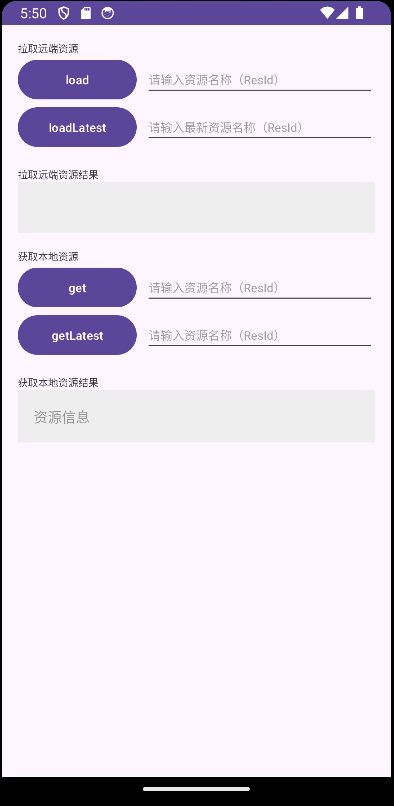 5:50
拉取远端资源
load 请输入资源名称（ResId）
loadLatest 请输入最新资源名称（ResId）
拉取远端资源结果
获取本地资源
get 请输入资源名称（ResId）
getLatest 请输入资源名称（ResId）
获取本地资源结果
资源信息